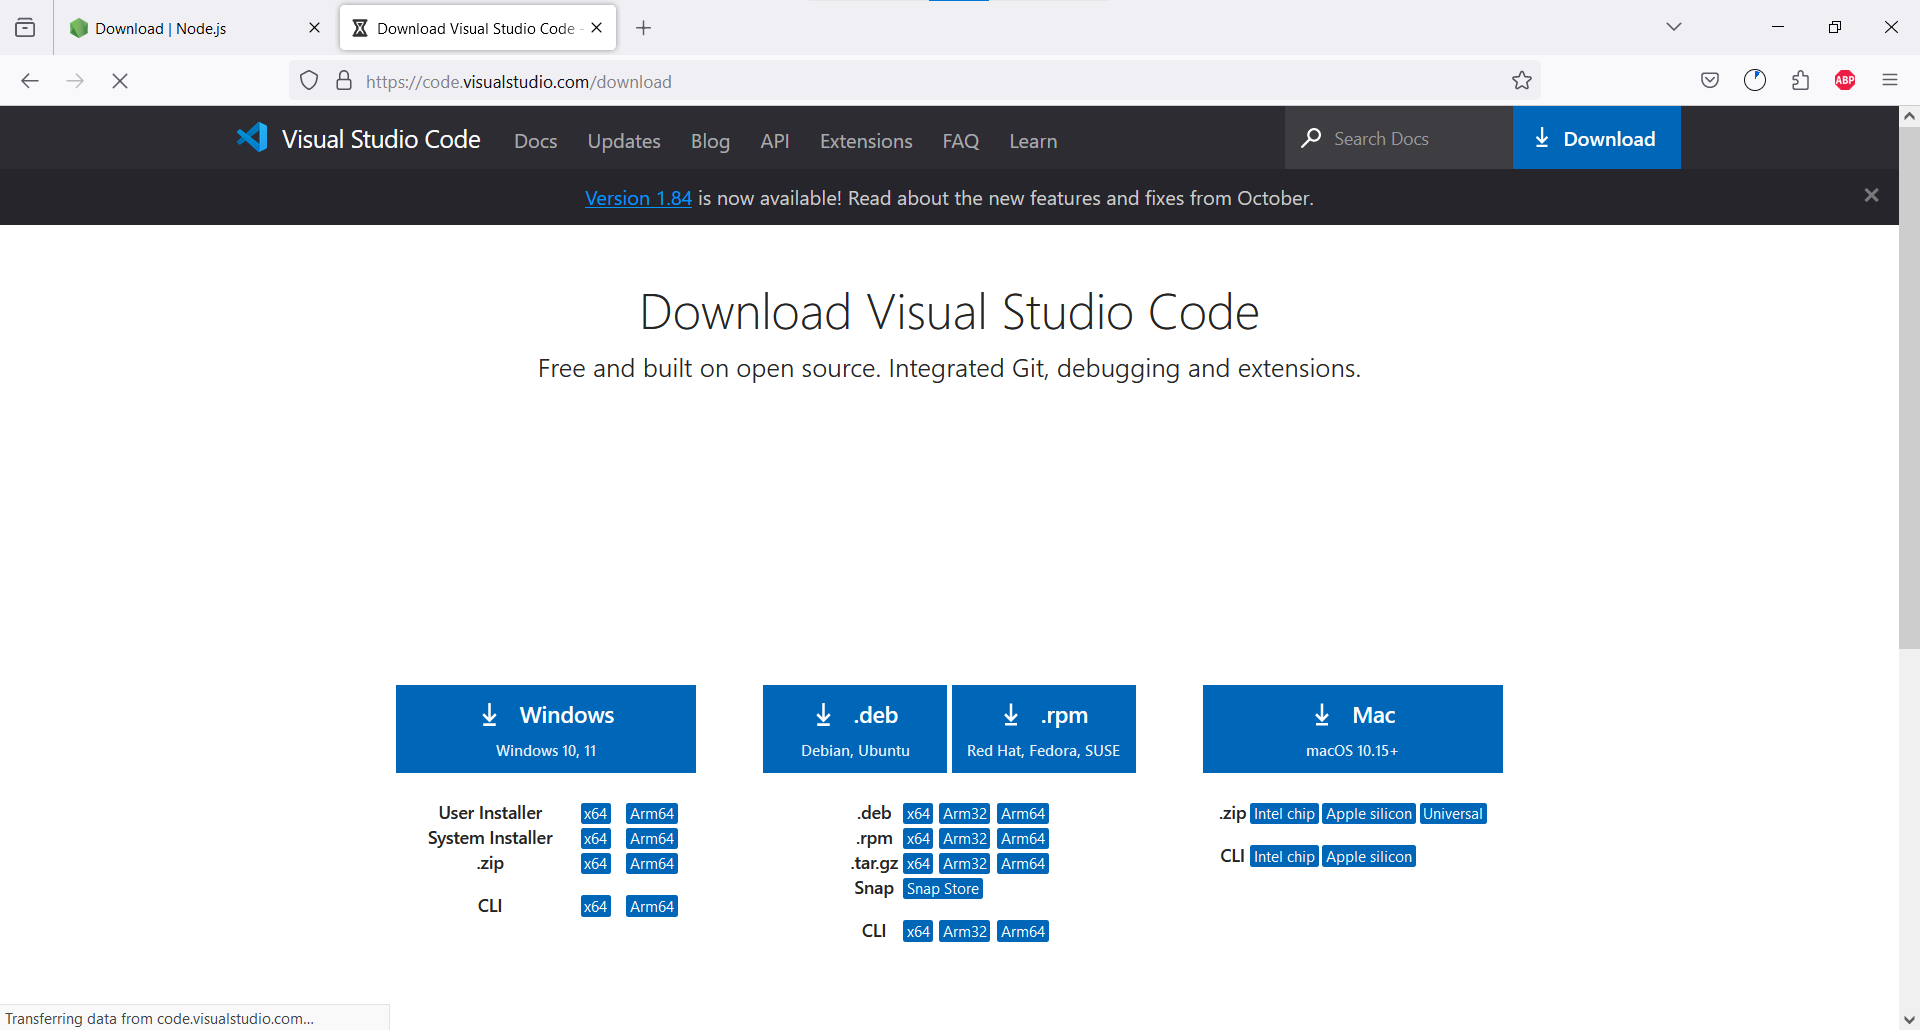 Download | Node.js
Download Visual Studio Code -
https://code.visualstudio.com/download
ABP
Visual Studio Code Docs Updates Blog API Extensions FAQ Learn Search Docs Download
Version 1.84 is now available! Read about the new features and fixes from October.
Download Visual Studio Code
Free and built on open source. Integrated Git, debugging and extensions.
Windows
Windows 10, 11
User Installer x64 Arm64
System Installer x64 Arm64
.zip x64 Arm64
CLI x64 Arm64
.deb
Debian, Ubuntu
.rpm
Red Hat, Fedora, SUSE
.deb x64 Arm32 Arm64
.rpm x64 Arm32 Arm64
.tar.gz x64 Arm32 Arm64
Snap Snap Store
CLI x64 Arm32 Arm64
Mac
macOS 10.15+
.zip Intel chip Apple silicon Universal
CLI Intel chip Apple silicon
Transferring data from code.visualstudio.com...